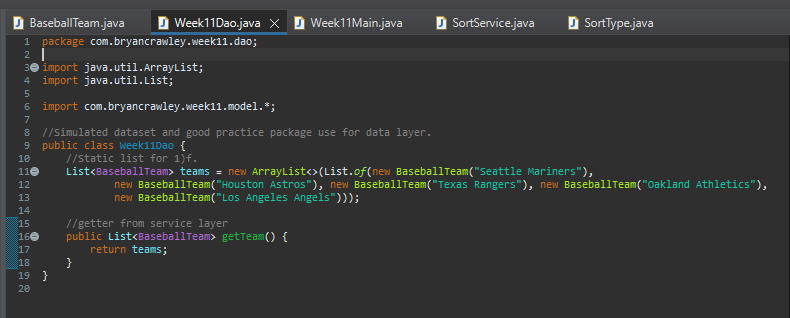 BaseballTeam.java Week11Dao.java Week11Main.java SortService.java SortType.java
1 package com.bryancrawley.week11.dao;
2
3 import java.util.ArrayList;
4 import java.util.List;
5
6 import com.bryancrawley.week11.model.*;
7
8 //Simulated dataset and good practice package use for data layer.
9 public class Week11Dao {
10 //Static list for 1)f.
11 List<BaseballTeam> teams = new ArrayList<>(List.of(new BaseballTeam("Seattle Mariners"),
12 new BaseballTeam("Houston Astros"), new BaseballTeam("Texas Rangers"), new BaseballTeam("Oakland Athletics"),
13 new BaseballTeam("Los Angeles Angels")));
14
15 //getter from service layer
16 public List<BaseballTeam> getTeam() {
17 return teams;
18 }
19 }
20